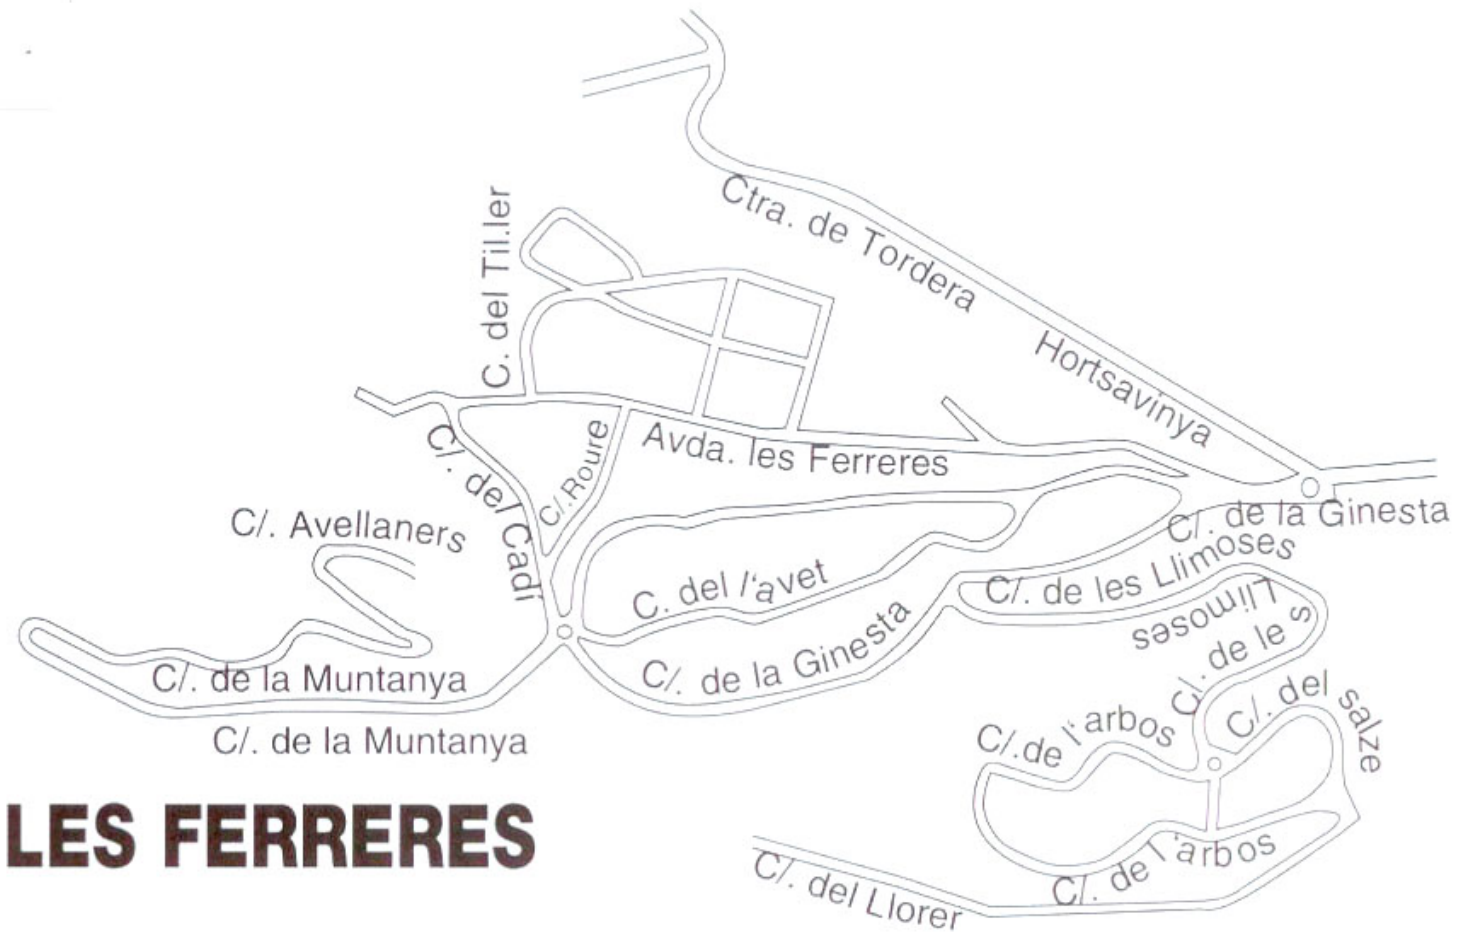 C. del Til.ler
Ctra. de Tordera
Hortsavinya
C/. del Cadí
C/. Roure
Avda. les Ferreres
C/. Avellaners
C/. de la Ginesta
C/. de les Llimoses
Llimoses
C/. de le s
C. del l'avet
C/. de la Ginesta
C/. de la Muntanya
C/. de la Muntanya
C/. del salze
C/.de l'arbos
C/. de l'arbos
C/. del Llorer
LES FERRERES